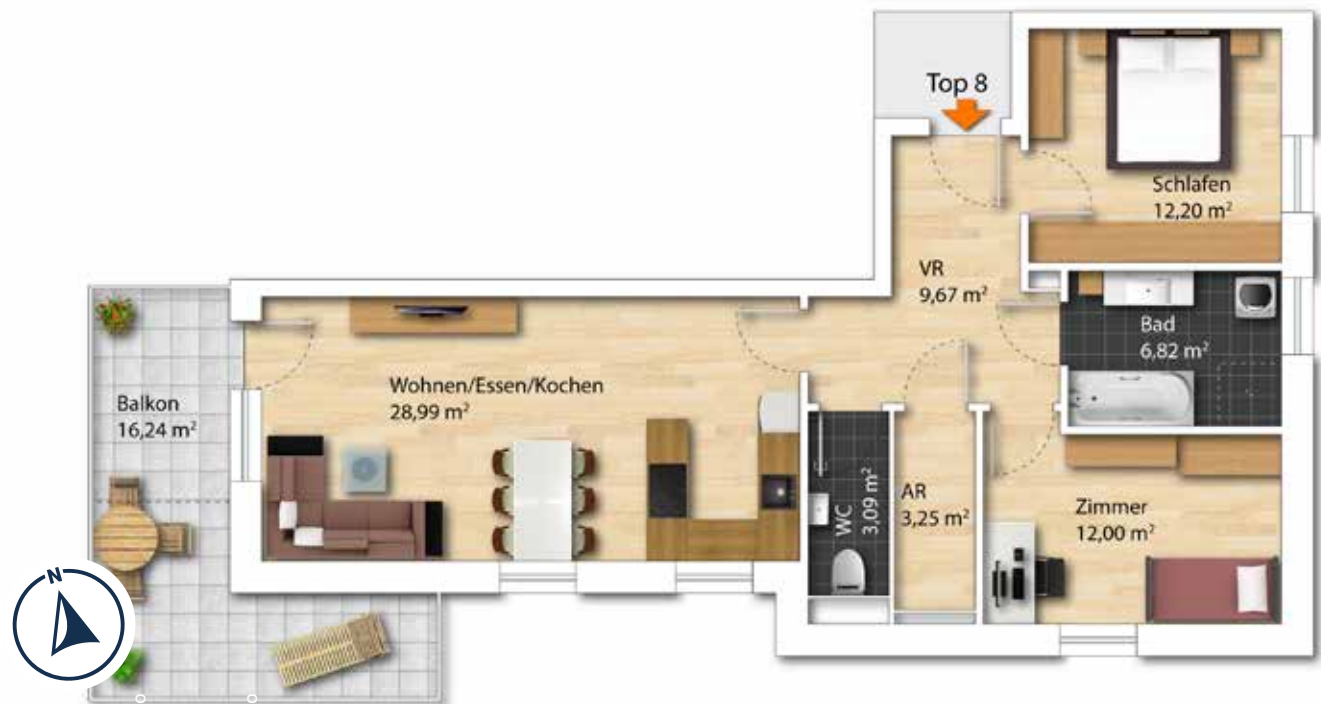 Top 8
Schlafen
12,20 m²
VR
9,67 m²
Bad
6,82 m²
Wohnen/Essen/Kochen
28,99 m²
Balkon
16,24 m²
WC
3,09 m²
AR
3,25 m²
Zimmer
12,00 m²
N